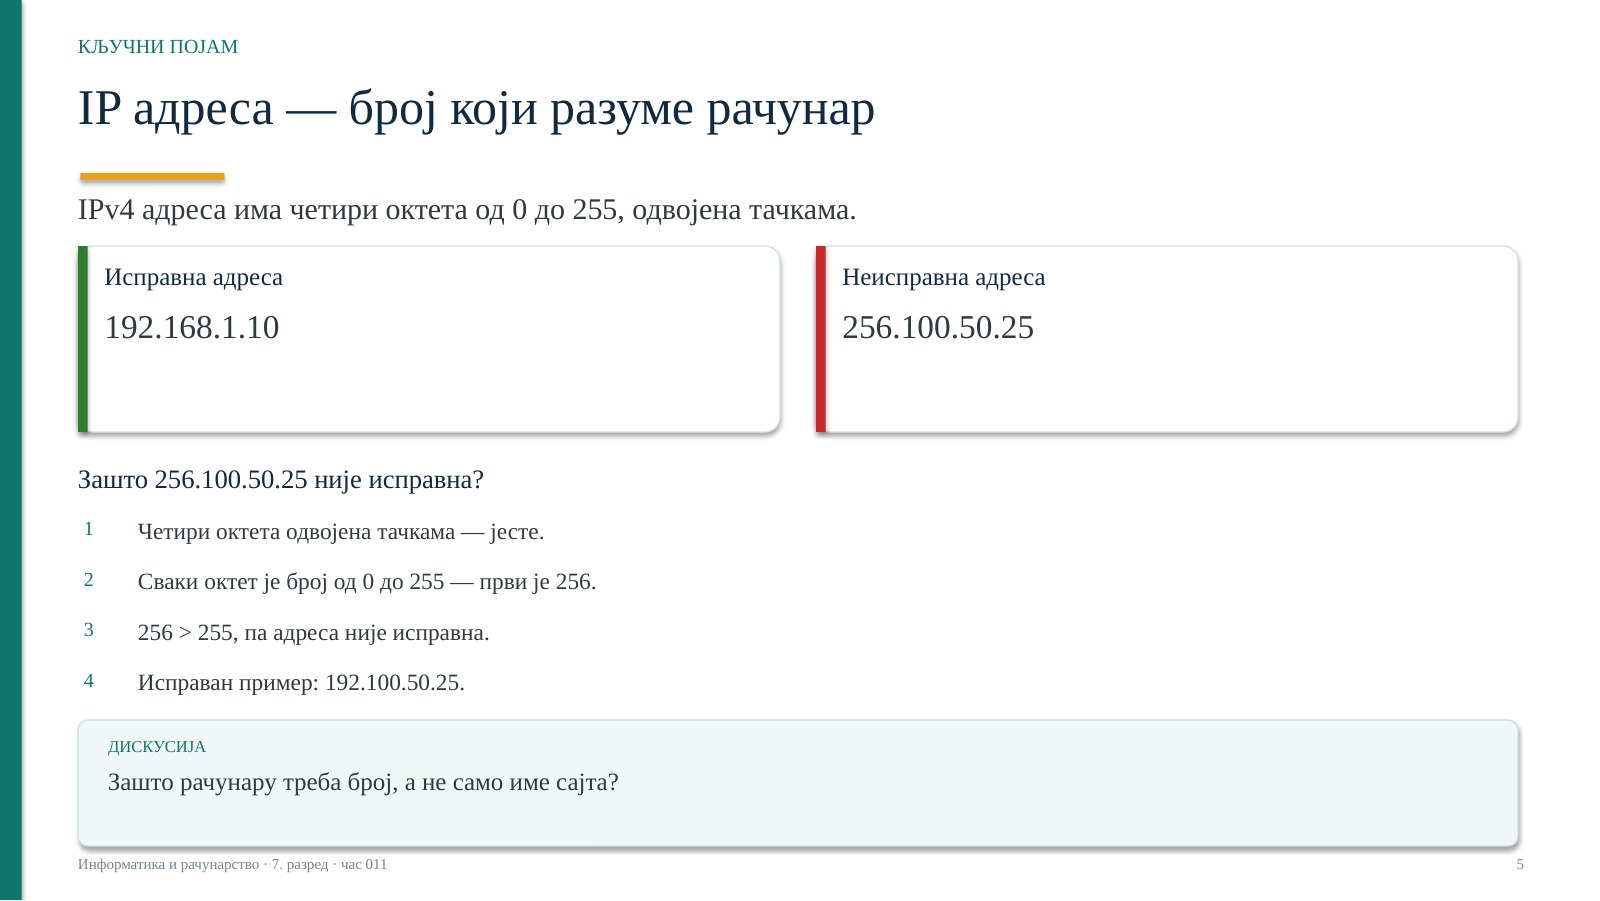 КЉУЧНИ ПОЈАМ
IP адреса — број који разуме рачунар
IPv4 адреса има четири октета од 0 до 255, одвојена тачкама.
Исправна адреса
192.168.1.10
Неисправна адреса
256.100.50.25
Зашто 256.100.50.25 није исправна?
1 Четири октета одвојена тачкама — јесте.
2 Сваки октет је број од 0 до 255 — први је 256.
3 256 > 255, па адреса није исправна.
4 Исправан пример: 192.100.50.25.
ДИСКУСИЈА
Зашто рачунару треба број, а не само име сајта?
Информатика и рачунарство · 7. разред · час 011
5